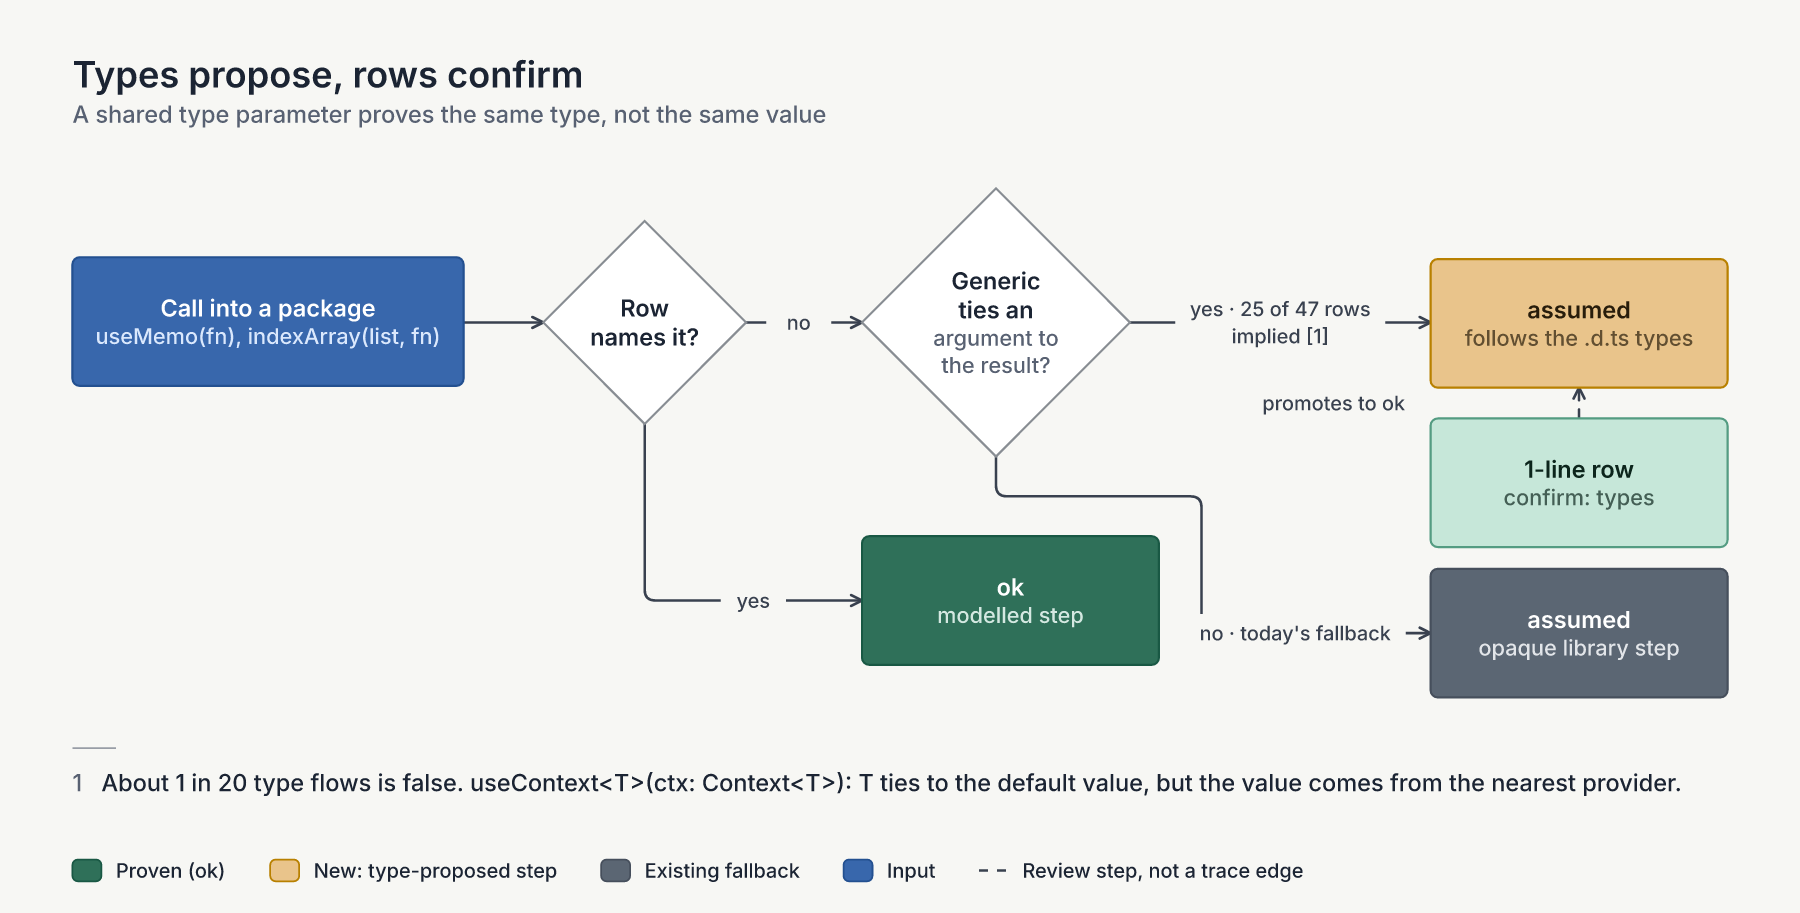 Types propose, rows confirm
A shared type parameter proves the same type, not the same value
Call into a package
useMemo(fn), indexArray(list, fn)
Row
names it?
no
Generic
ties an
argument to
the result?
yes · 25 of 47 rows
implied [1]
assumed
follows the .d.ts types
promotes to ok
1-line row
confirm: types
yes
ok
modelled step
no · today's fallback
assumed
opaque library step
1 About 1 in 20 type flows is false. useContext<T>(ctx: Context<T>): T ties to the default value, but the value comes from the nearest provider.
Proven (ok)
New: type-proposed step
Existing fallback
Input
Review step, not a trace edge